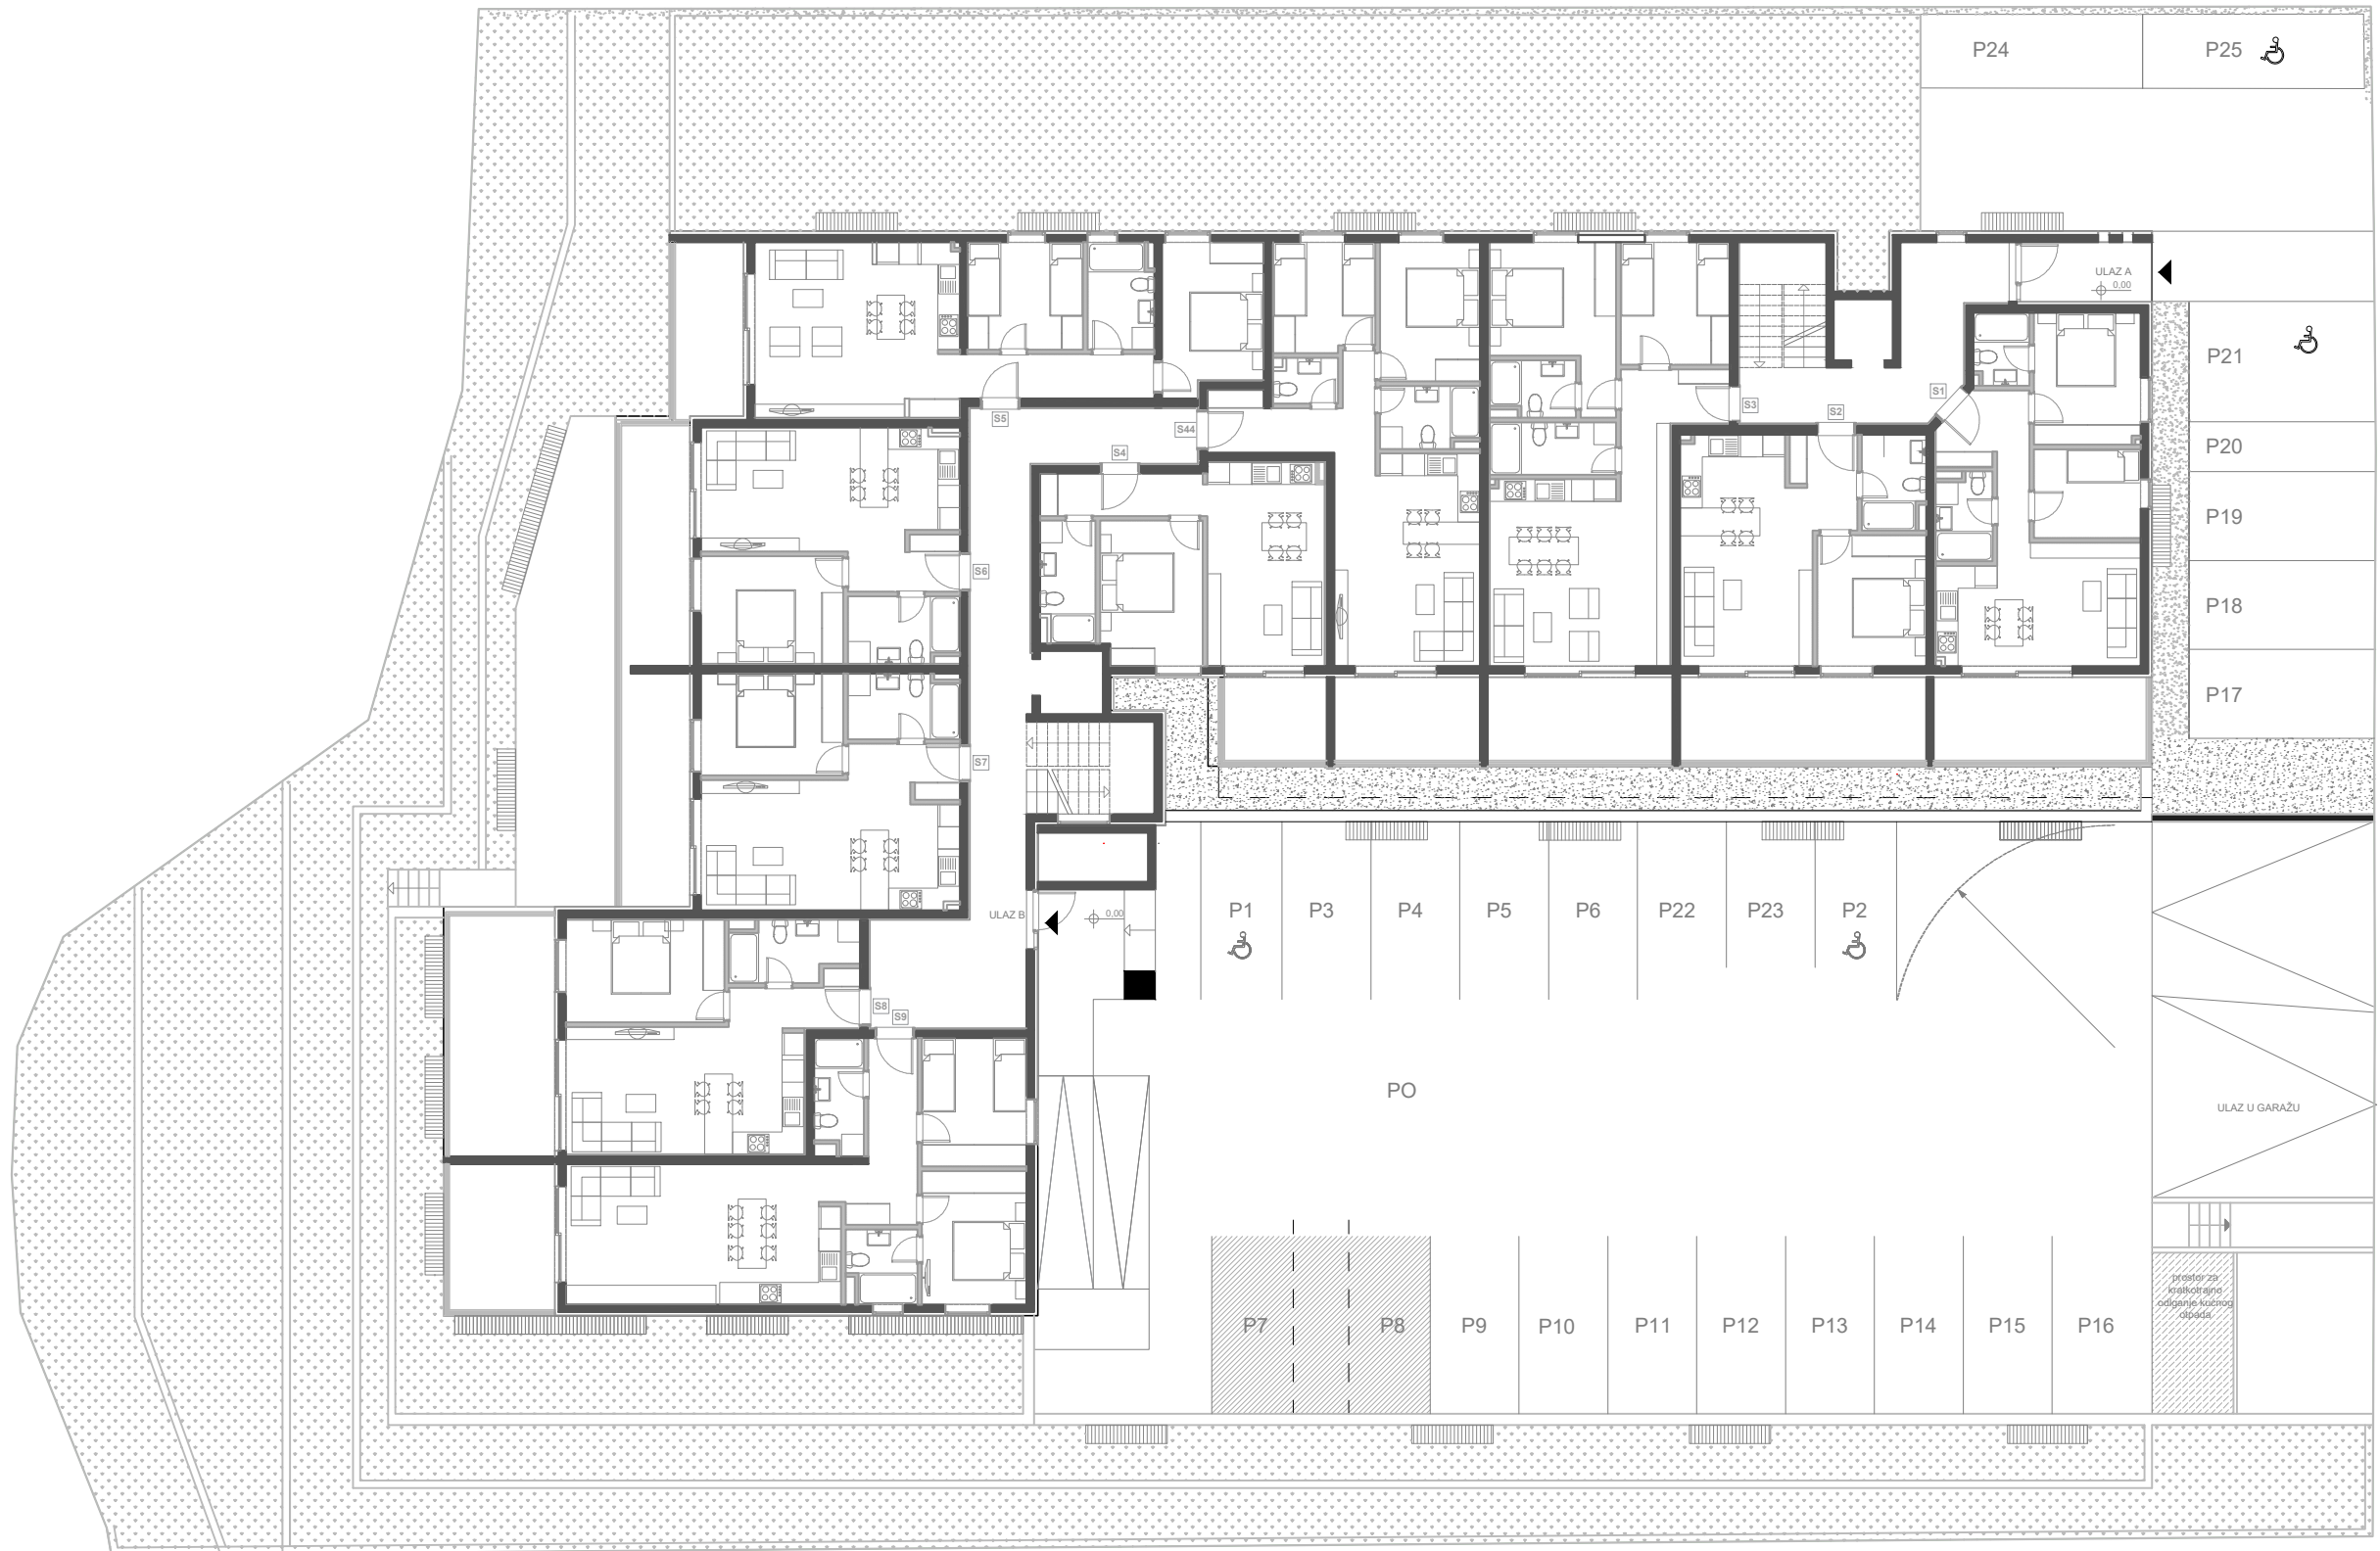 P24
P25
ULAZ A
0,00
P21
S1
S3
S2
S5
S44
S4
P20
P19
S6
P18
P17
S7
P1
P3
P4
P5
P6
P22
P23
P2
ULAZ B
0,00
S8
S9
PO
ULAZ U GARAŽU
prostor za
kratkotrajno
odlganje kućnog
otpada
P7
P8
P9
P10
P11
P12
P13
P14
P15
P16